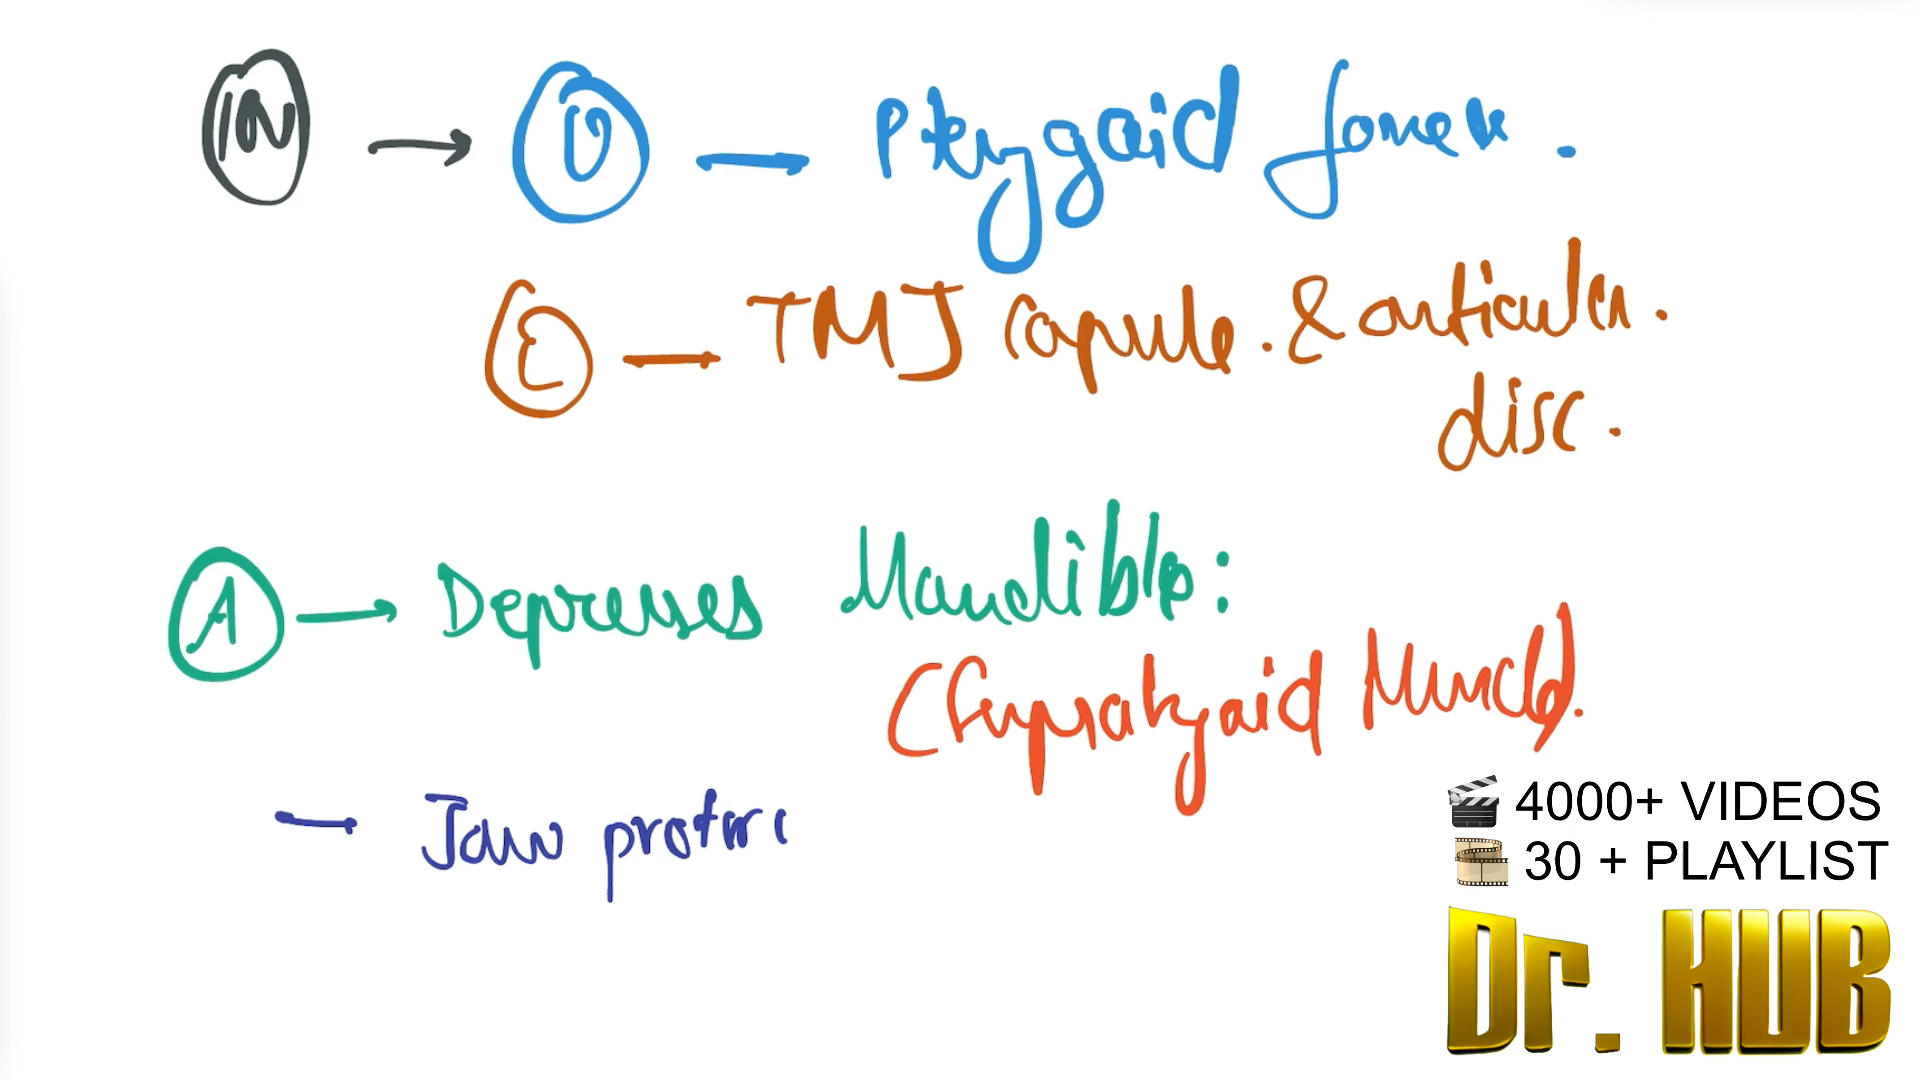 IN → O — Pterygoid fovea.
E — TMJ Capsule. & articular.
disc.
A → Depresses Mandible:
(Suprahyoid Muscle).
— Jaw protr
4000+ VIDEOS
30 + PLAYLIST
Dr. HUB